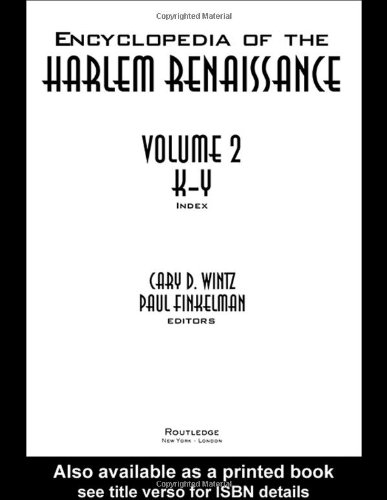 Copyrighted Material
ENCYCLOPEDIA OF THE
HARLEM RENAISSANCE
VOLUME 2
K–Y
INDEX
CARY D. WINTZ
PAUL FINKELMAN
EDITORS
ROUTLEDGE
NEW YORK · LONDON
Copyrighted Material
Also available as a printed book
see title verso for ISBN details